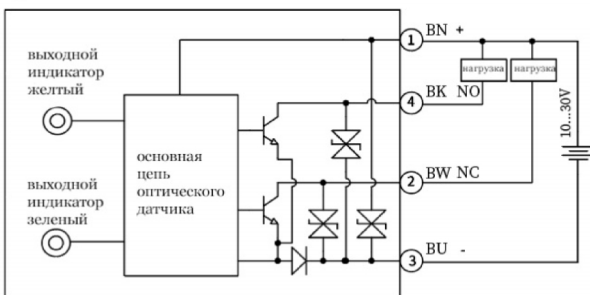 выходной
индикатор
желтый
выходной
индикатор
зеленый
основная
цепь
оптического
датчика
1 BN +
нагрузка нагрузка
4 BK NO
10...30V
2 BW NC
3 BU -